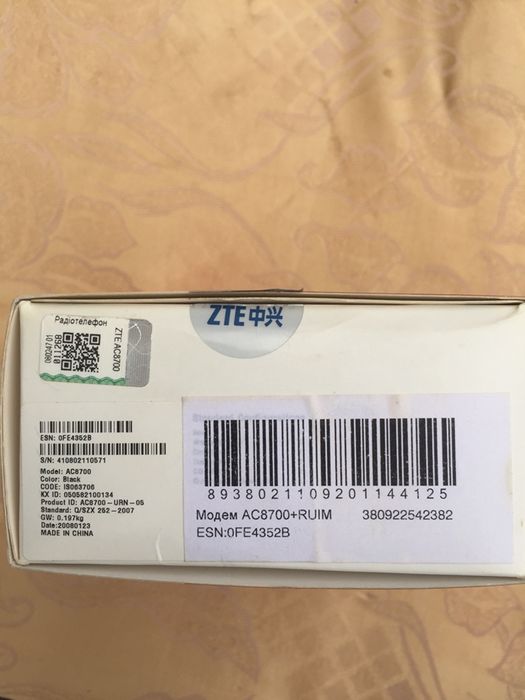 Радіотелефон
ZTE AC8700
ZTE中兴
ESN: 0FE4352B
S/N: 410802110571
Model: AC8700
Color: Black
CODE: IS063706
KX ID: 050582100134
Product ID: AC8700-URN-05
Standard: Q/SZX 252-2007
GW: 0.197kg
Date:20080123
MADE IN CHINA
8938021109201144125
Модем AC8700+RUIM 380922542382
ESN:0FE4352B